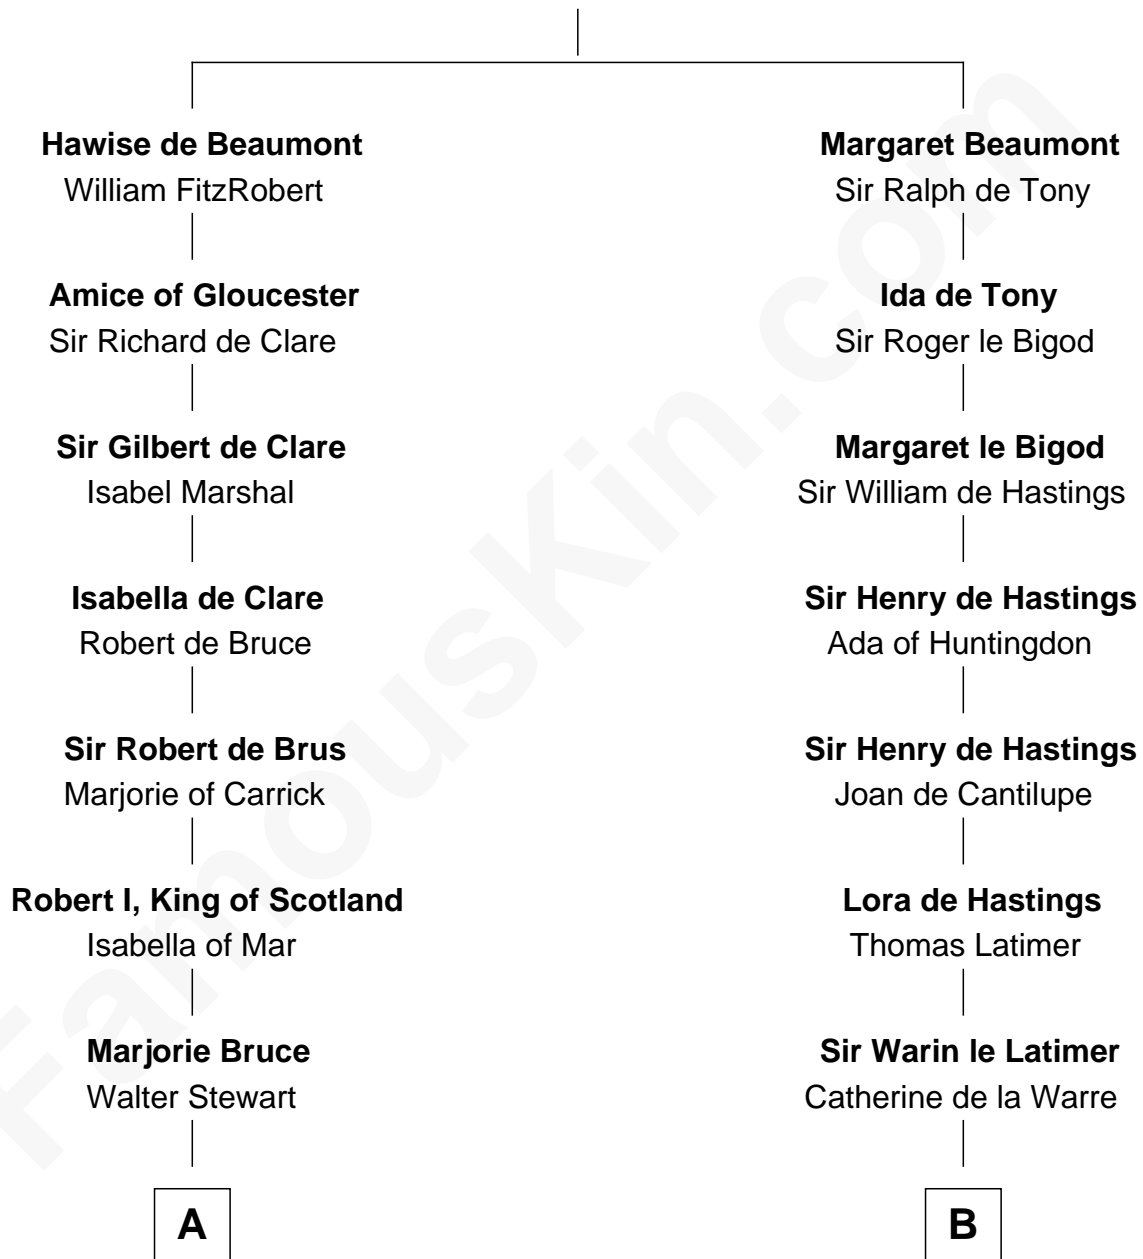 Hawise de Beaumont
William FitzRobert
Amice of Gloucester
Sir Richard de Clare
Sir Gilbert de Clare
Isabel Marshal
Isabella de Clare
Robert de Bruce
Sir Robert de Brus
Marjorie of Carrick
Robert I, King of Scotland
Isabella of Mar
Marjorie Bruce
Walter Stewart
A
Margaret Beaumont
Sir Ralph de Tony
Ida de Tony
Sir Roger le Bigod
Margaret le Bigod
Sir William de Hastings
Sir Henry de Hastings
Ada of Huntingdon
Sir Henry de Hastings
Joan de Cantilupe
Lora de Hastings
Thomas Latimer
Sir Warin le Latimer
Catherine de la Warre
B
FamousKin.com